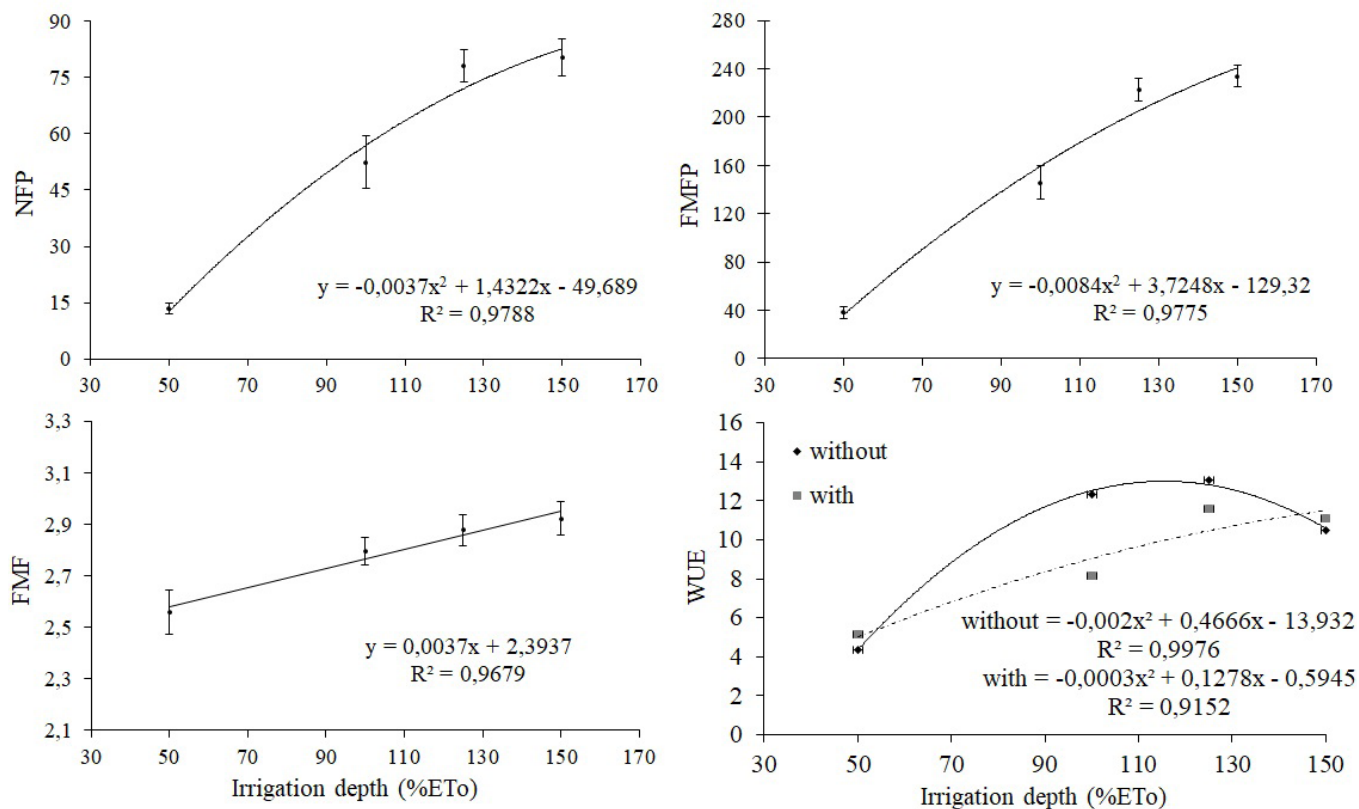 90
75
60
45
30
15
0
NFP
y = -0,0037x² + 1,4322x - 49,689
R² = 0,9788
30 50 70 90 110 130 150 170
280
240
200
160
120
80
40
0
FMFP
y = -0,0084x² + 3,7248x - 129,32
R² = 0,9775
30 50 70 90 110 130 150 170
3,3
3,1
2,9
2,7
2,5
2,3
2,1
FMF
y = 0,0037x + 2,3937
R² = 0,9679
30 50 70 90 110 130 150 170
Irrigation depth (%ETo)
16
14
12
10
8
6
4
2
0
WUE
without
with
without = -0,002x² + 0,4666x - 13,932
R² = 0,9976
with = -0,0003x² + 0,1278x - 0,5945
R² = 0,9152
30 50 70 90 110 130 150
Irrigation depth (%ETo)